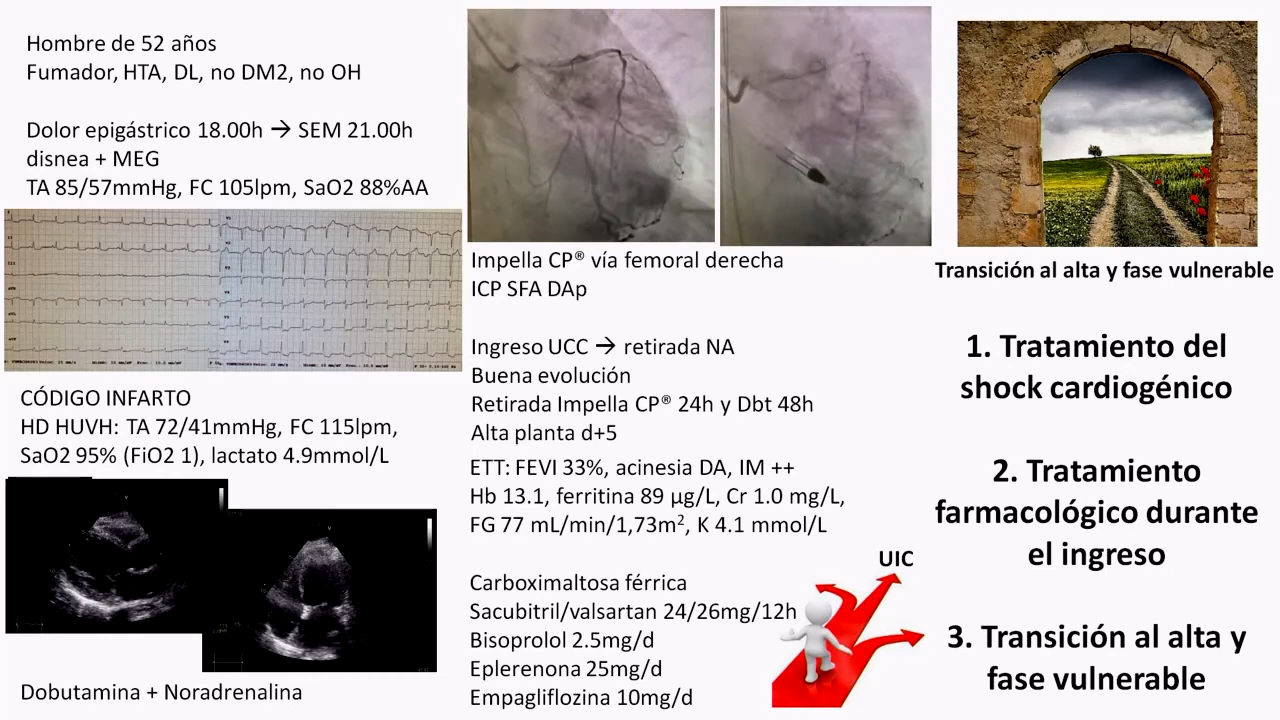 Hombre de 52 años
Fumador, HTA, DL, no DM2, no OH
Dolor epigástrico 18.00h → SEM 21.00h
disnea + MEG
TA 85/57mmHg, FC 105lpm, SaO2 88%AA
CÓDIGO INFARTO
HD HUVH: TA 72/41mmHg, FC 115lpm,
SaO2 95% (FiO2 1), lactato 4.9mmol/L
Dobutamina + Noradrenalina
Impella CP® vía femoral derecha
ICP SFA DAp
Ingreso UCC → retirada NA
Buena evolución
Retirada Impella CP® 24h y Dbt 48h
Alta planta d+5
ETT: FEVI 33%, acinesia DA, IM ++
Hb 13.1, ferritina 89 µg/L, Cr 1.0 mg/L,
FG 77 mL/min/1,73m², K 4.1 mmol/L
Carboximaltosa férrica
Sacubitril/valsartan 24/26mg/12h
Bisoprolol 2.5mg/d
Eplerenona 25mg/d
Empagliflozina 10mg/d
UIC
Transición al alta y fase vulnerable
1. Tratamiento del
shock cardiogénico
2. Tratamiento
farmacológico durante
el ingreso
3. Transición al alta y
fase vulnerable